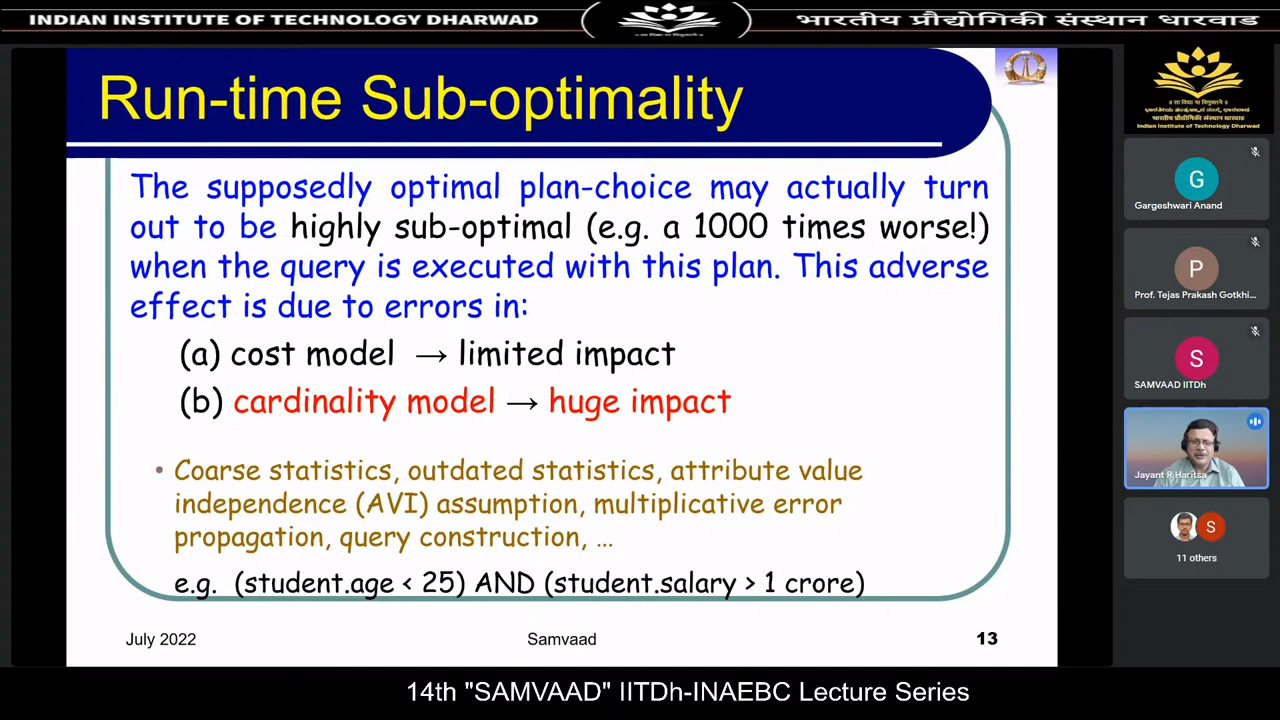 INDIAN INSTITUTE OF TECHNOLOGY DHARWAD
भारतीय प्रौद्योगिकी संस्थान धारवाड
Run-time Sub-optimality
The supposedly optimal plan-choice may actually turn
out to be highly sub-optimal (e.g. a 1000 times worse!)
when the query is executed with this plan. This adverse
effect is due to errors in:
(a) cost model → limited impact
(b) cardinality model → huge impact
• Coarse statistics, outdated statistics, attribute value
independence (AVI) assumption, multiplicative error
propagation, query construction, …
e.g. (student.age < 25) AND (student.salary > 1 crore)
July 2022
Samvaad
13
Indian Institute of Technology Dharwad
G
Gargeshwari Anand
P
Prof. Tejas Prakash Gotkhi...
S
SAMVAAD IITDh
Jayant R Haritsa
S
11 others
14th "SAMVAAD" IITDh-INAEBC Lecture Series